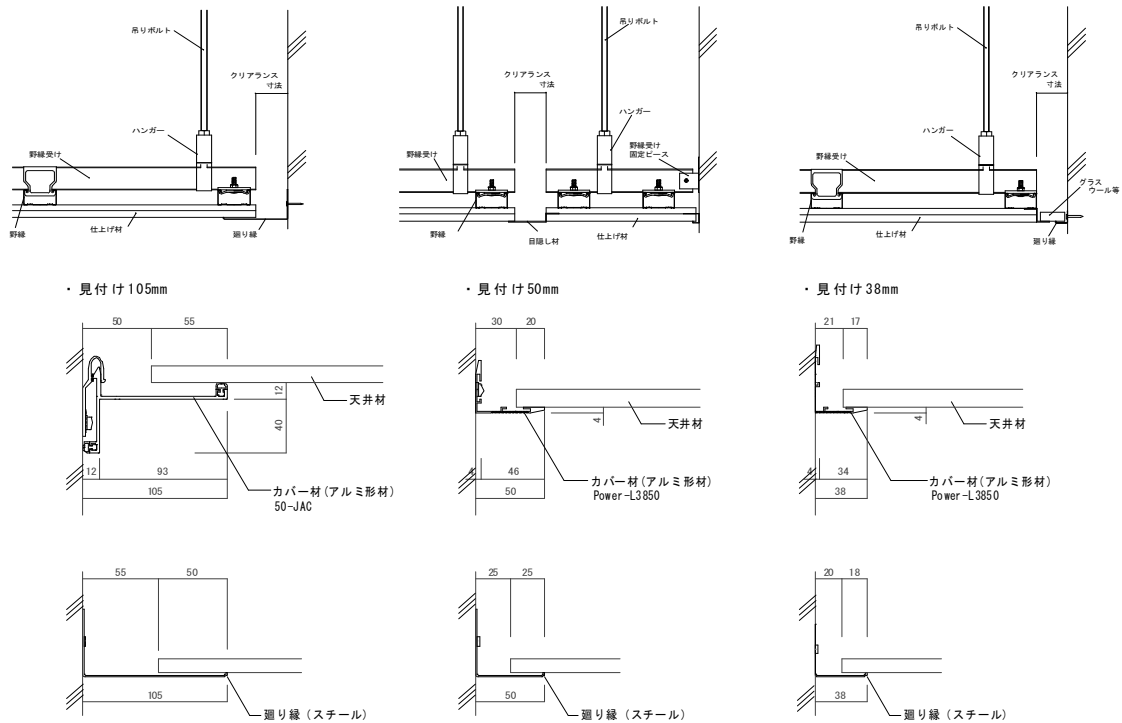 吊りボルト
クリアランス
寸法
ハンガー
野縁受け
野縁
仕上げ材
廻り縁
吊りボルト
クリアランス
寸法
ハンガー
野縁受け
野縁受け
固定ピース
野縁
目隠し材
仕上げ材
吊りボルト
クリアランス
寸法
ハンガー
野縁受け
グラス
ウール等
野縁
仕上げ材
廻り縁
・見付け105mm
50 55
12
40
天井材
12 93
105
カバー材(アルミ形材)
50-JAC
・見付け50mm
30 20
4
天井材
4 46
50
カバー材(アルミ形材)
Power-L3850
・見付け38mm
21 17
4
天井材
4 34
38
カバー材(アルミ形材)
Power-L3850
55 50
105
廻り縁（スチール）
25 25
50
廻り縁（スチール）
20 18
38
廻り縁（スチール）